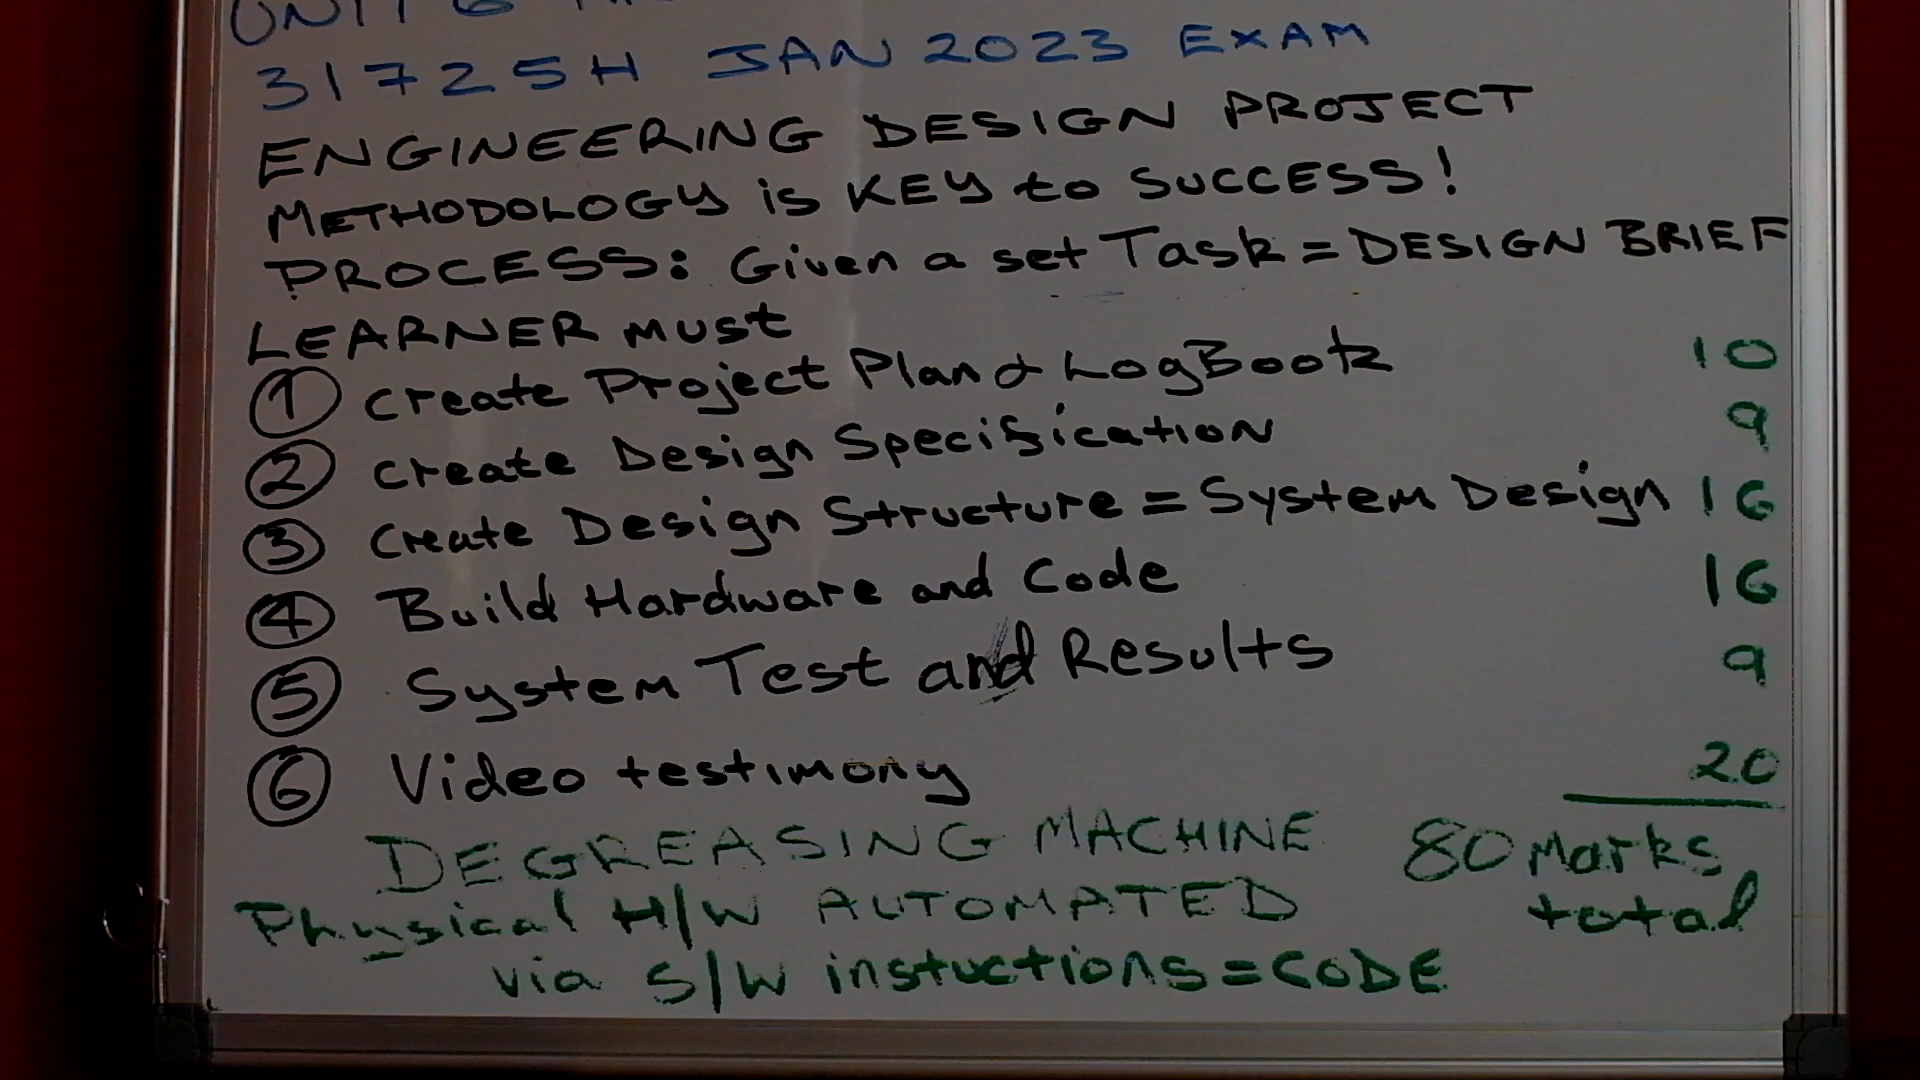 UNIT 6
31725H JAN 2023 EXAM
ENGINEERING DESIGN PROJECT
METHODOLOGY is KEY to SUCCESS!
PROCESS: Given a set Task = DESIGN BRIEF
LEARNER MUST
① Create Project Plan & LogBook 10
② Create Design Specification 9
③ Create Design Structure = System Design 16
④ Build Hardware and Code 16
⑤ System Test and Results 9
⑥ Video testimony 20
DEGREASING MACHINE 80 Marks
Physical H/W AUTOMATED total
via S/W instuctions = CODE